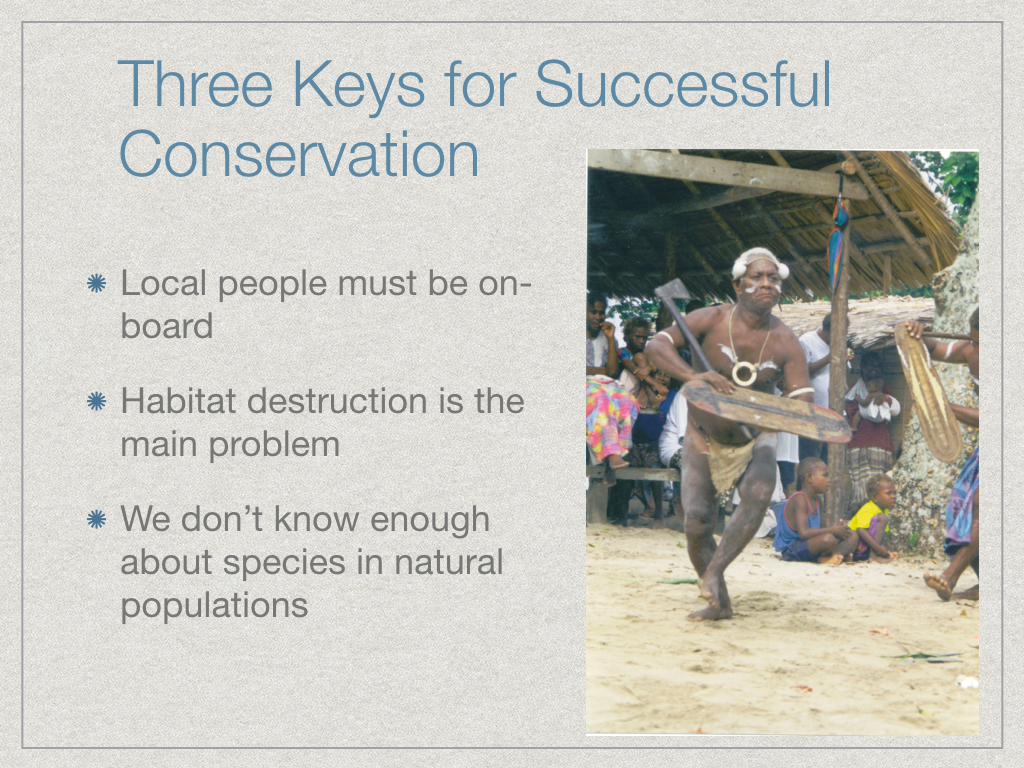 Three Keys for Successful
Conservation
Local people must be on-
board
Habitat destruction is the
main problem
We don’t know enough
about species in natural
populations